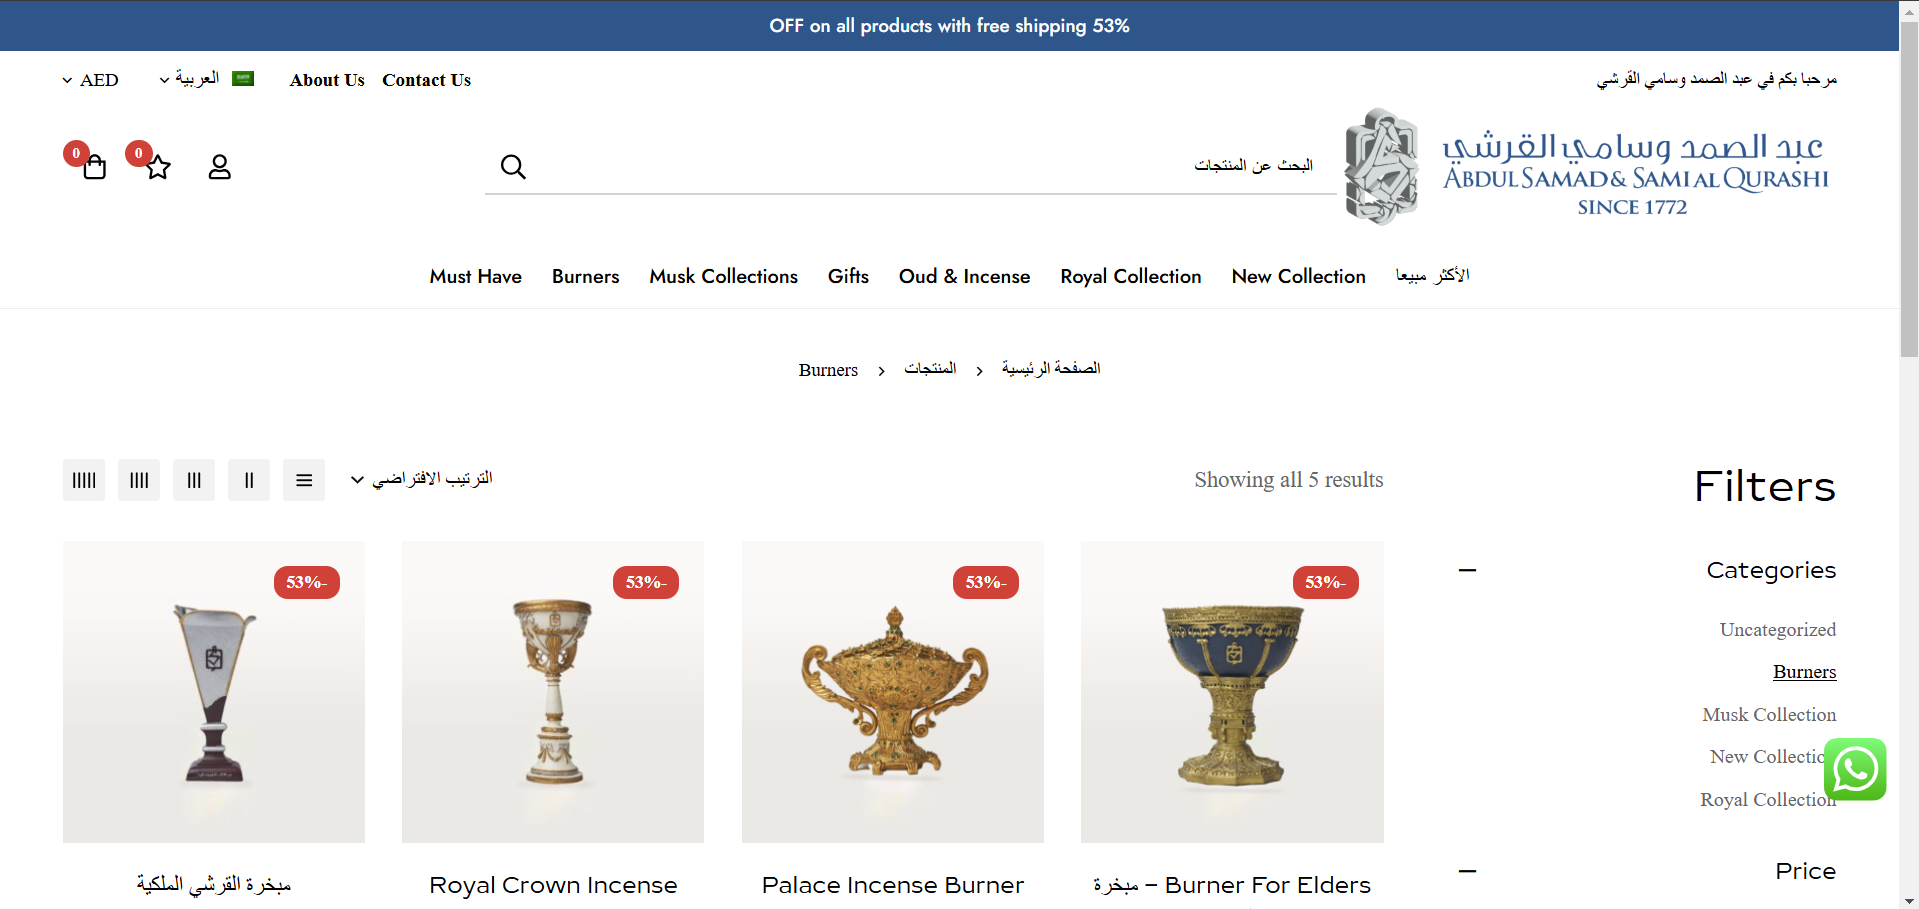 OFF on all products with free shipping 53%
مرحبا بكم في عبد الصمد وسامي القرشي
About Us
Contact Us
العربية
AED
عبد الصمد وسامي القرشي
ABDUL SAMAD & SAMI AL QURASHI
SINCE 1772
البحث عن المنتجات
0
0
Must Have
Burners
Musk Collections
Gifts
Oud & Incense
Royal Collection
New Collection
الأكثر مبيعا
الصفحة الرئيسية
المنتجات
Burners
Filters
Showing all 5 results
الترتيب الافتراضي
Categories
Uncategorized
Burners
Musk Collection
New Collectio
Royal Collection
Price
53%-
53%-
53%-
53%-
Burner For Elders – مبخرة
Palace Incense Burner
Royal Crown Incense
مبخرة القرشي الملكية